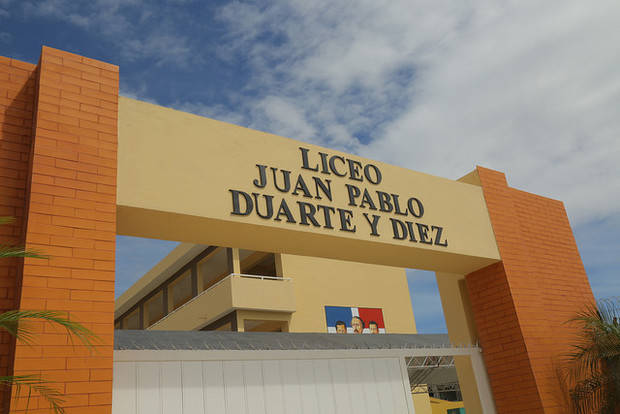 LICEO
JUAN PABLO
DUARTE Y DIEZ